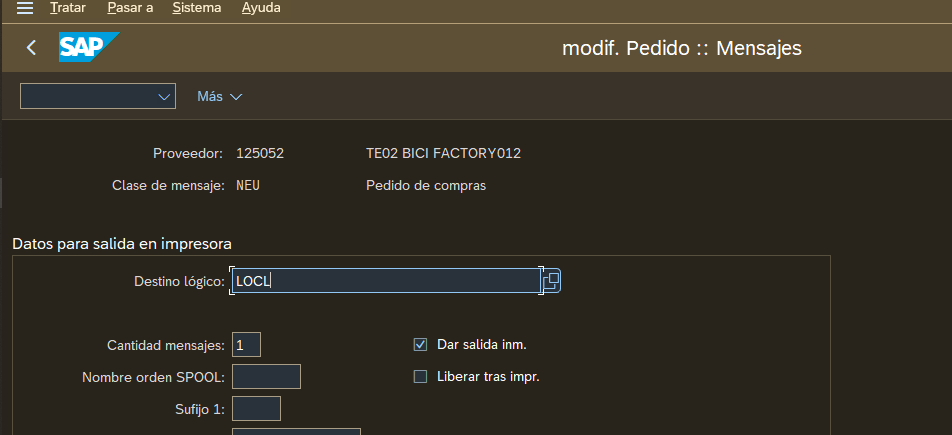 Tratar Pasar a Sistema Ayuda
SAP modif. Pedido :: Mensajes
Más
Proveedor: 125052 TE02 BICI FACTORY012
Clase de mensaje: NEU Pedido de compras
Datos para salida en impresora
Destino lógico: LOCL
Cantidad mensajes: 1 Dar salida inm.
Nombre orden SPOOL: Liberar tras impr.
Sufijo 1: